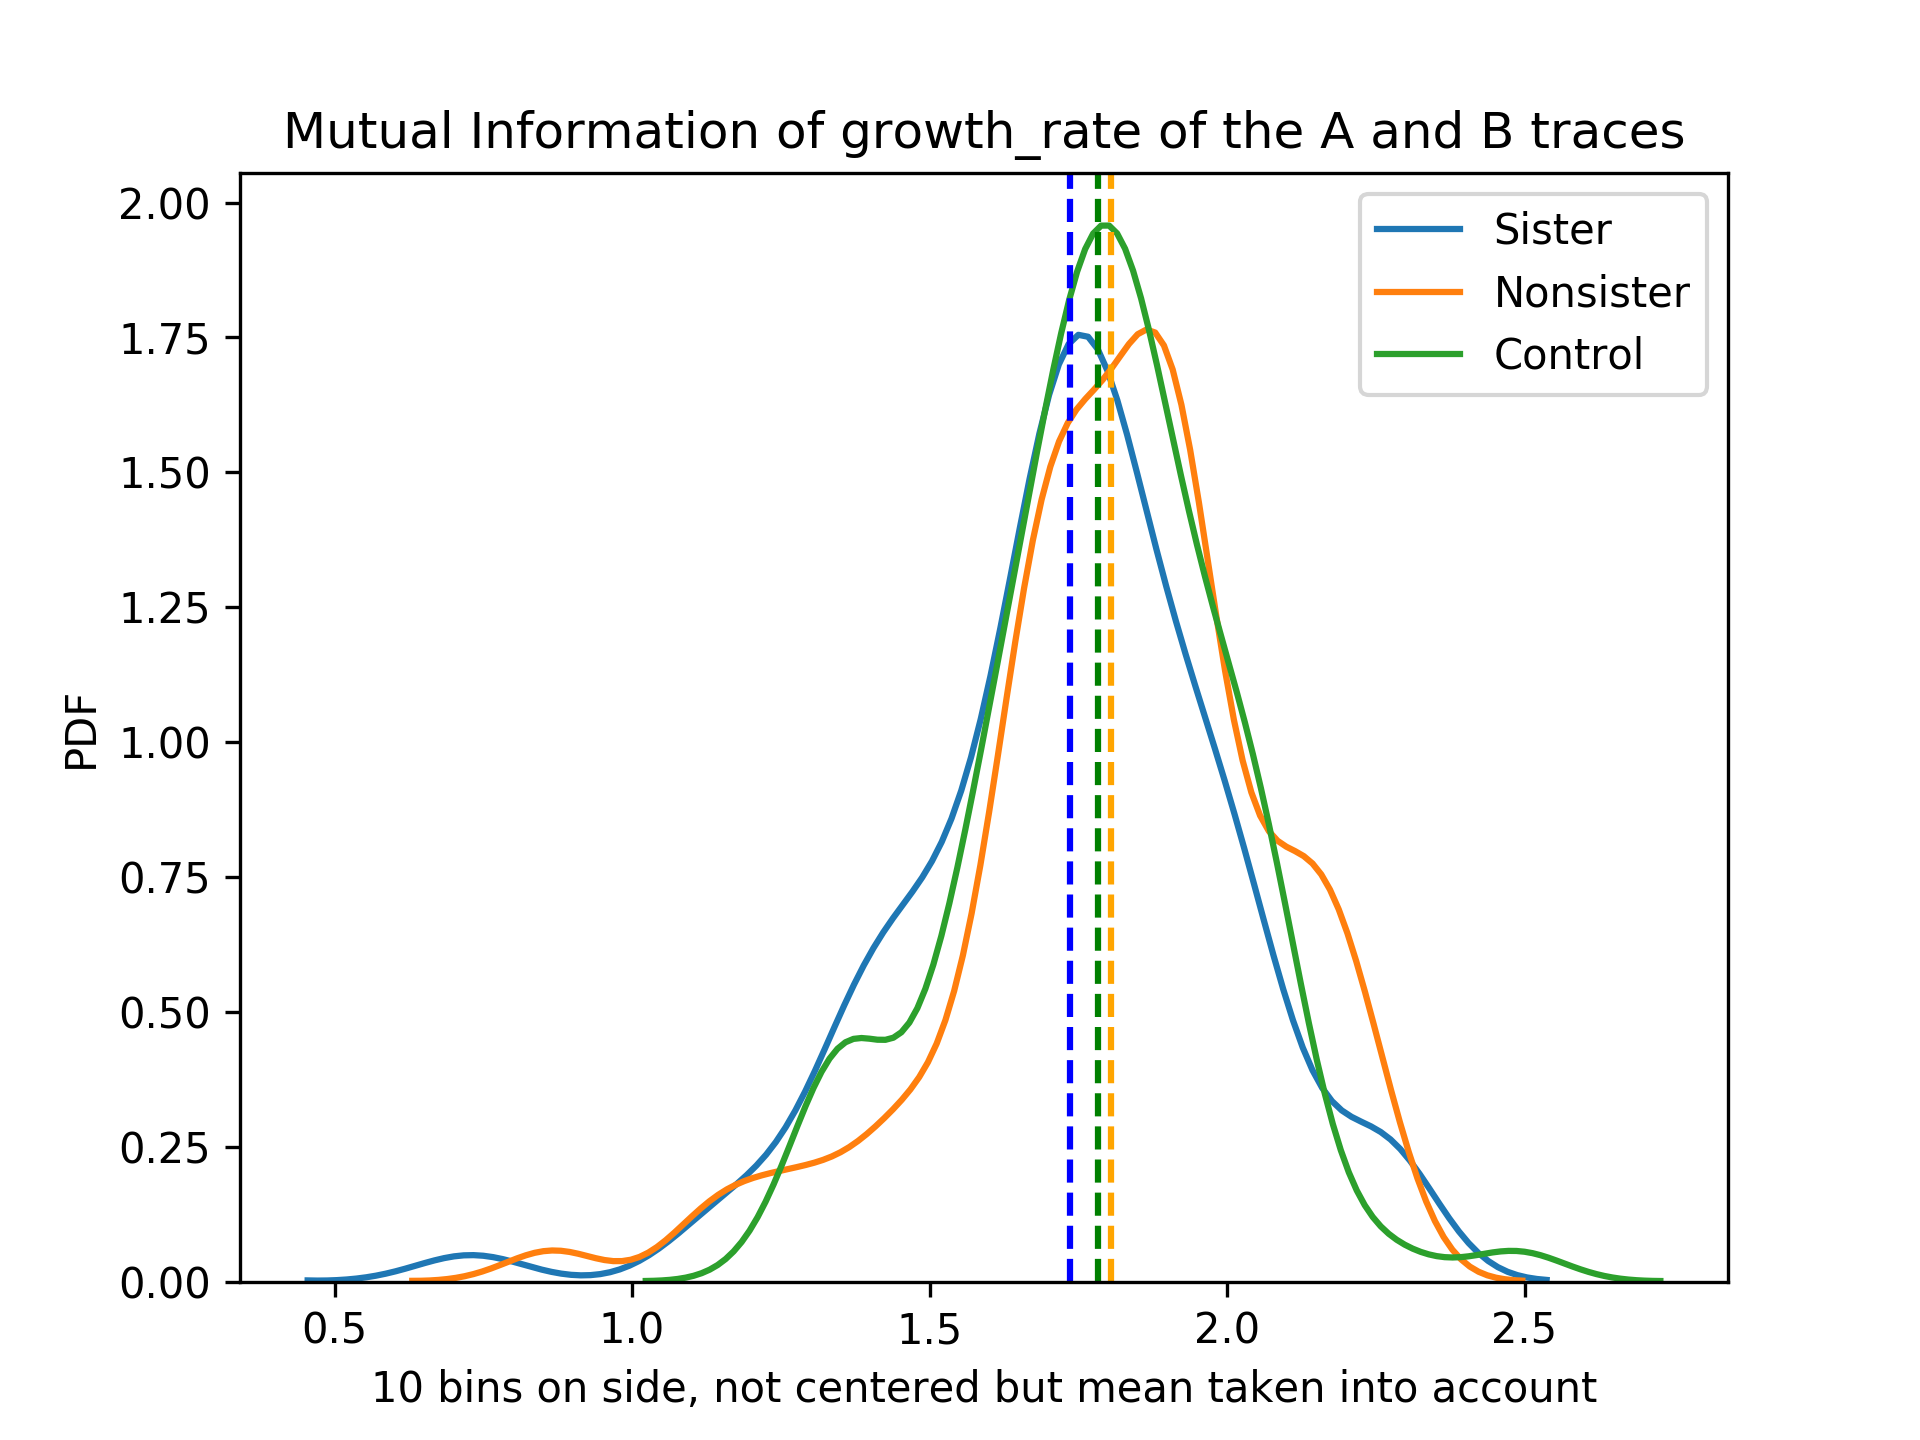 Mutual Information of growth_rate of the A and B traces
2.00
1.75
1.50
1.25
1.00
0.75
0.50
0.25
0.00
PDF
Sister
Nonsister
Control
0.5 1.0 1.5 2.0 2.5
10 bins on side, not centered but mean taken into account